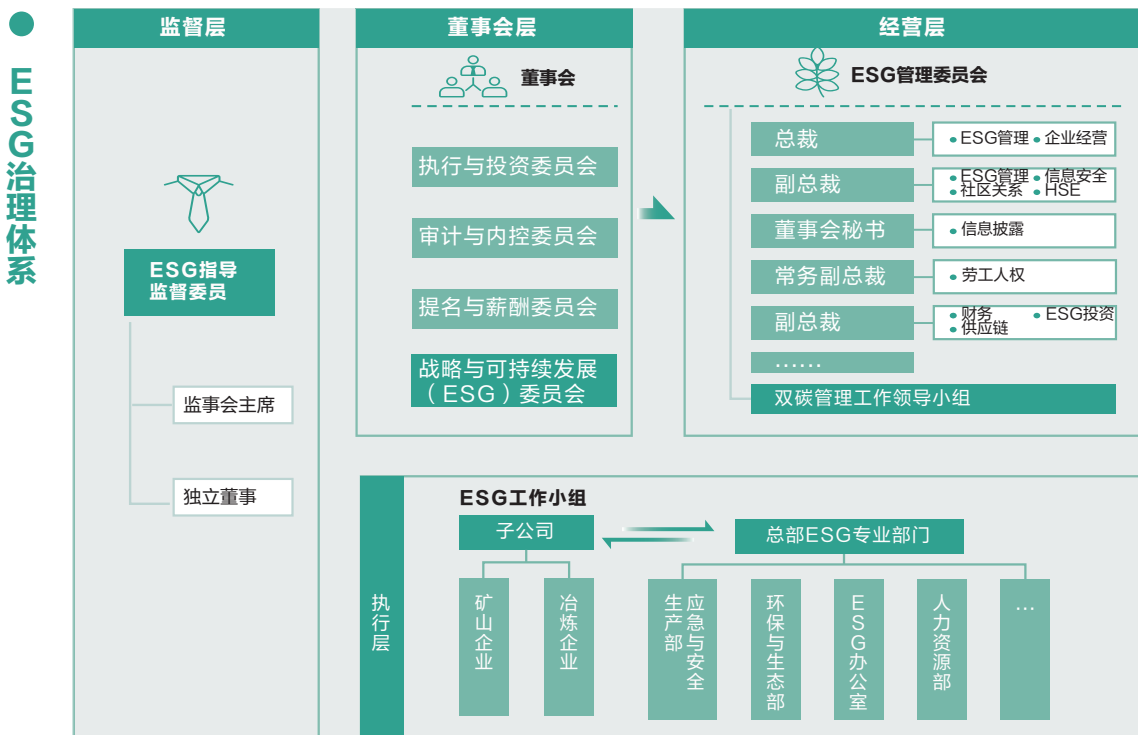 ESG治理体系
监督层
ESG指导
监督委员
监事会主席
独立董事
董事会层
董事会
执行与投资委员会
审计与内控委员会
提名与薪酬委员会
战略与可持续发展
（ESG）委员会
经营层
ESG管理委员会
总裁
•ESG管理 •企业经营
副总裁
•ESG管理 •信息安全
•社区关系 •HSE
董事会秘书
•信息披露
常务副总裁
•劳工人权
副总裁
•财务 •ESG投资
•供应链
……
双碳管理工作领导小组
执行层
ESG工作小组
子公司
矿山企业
冶炼企业
总部ESG专业部门
应急与安全
生产部
环保与生态部
ESG办公室
人力资源部
…